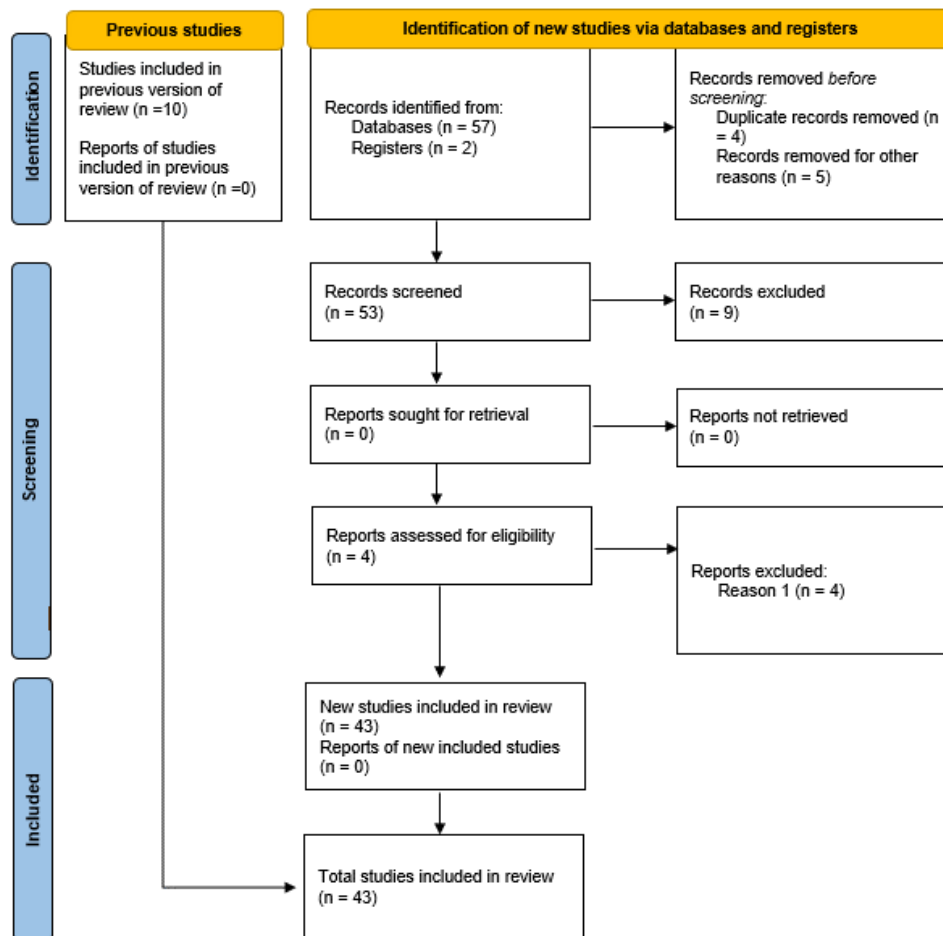 Previous studies
Identification of new studies via databases and registers
Identification
Studies included in
previous version of
review (n =10)
Reports of studies
included in previous
version of review (n =0)
Records identified from:
Databases (n = 57)
Registers (n = 2)
Records removed before
screening:
Duplicate records removed (n
= 4)
Records removed for other
reasons (n = 5)
Screening
Records screened
(n = 53)
Records excluded
(n = 9)
Reports sought for retrieval
(n = 0)
Reports not retrieved
(n = 0)
Reports assessed for eligibility
(n = 4)
Reports excluded:
Reason 1 (n = 4)
Included
New studies included in review
(n = 43)
Reports of new included studies
(n = 0)
Total studies included in review
(n = 43)